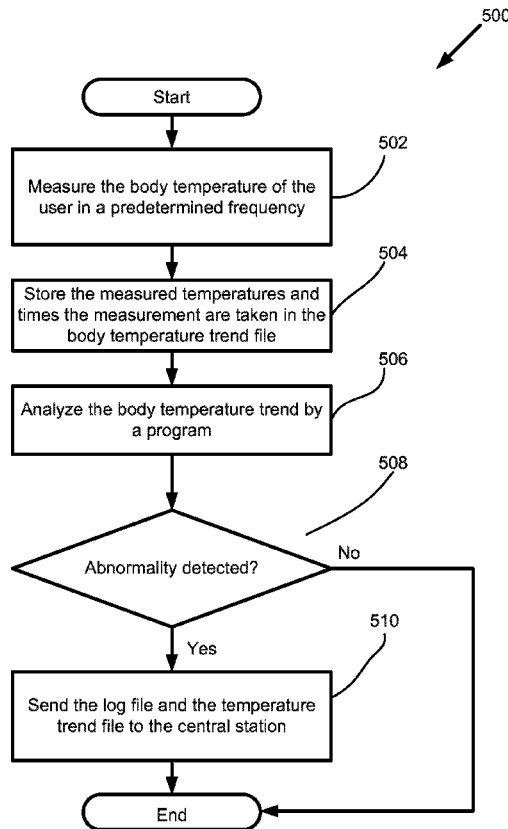 500
Start
502
Measure the body temperature of the
user in a predetermined frequency
504
Store the measured temperatures and
times the measurement are taken in the
body temperature trend file
506
Analyze the body temperature trend by
a program
508
Abnormality detected?
No
Yes
510
Send the log file and the temperature
trend file to the central station
End